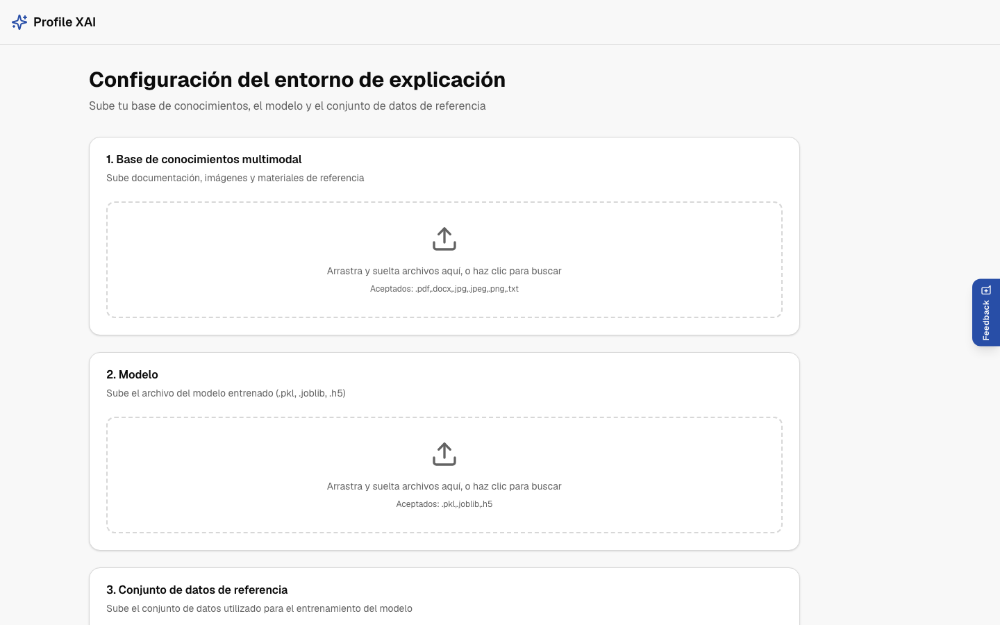 Profile XAI
Configuración del entorno de explicación
Sube tu base de conocimientos, el modelo y el conjunto de datos de referencia
1. Base de conocimientos multimodal
Sube documentación, imágenes y materiales de referencia
Arrastra y suelta archivos aquí, o haz clic para buscar
Aceptados: .pdf,.docx,.jpg,.jpeg,.png,.txt
Feedback
2. Modelo
Sube el archivo del modelo entrenado (.pkl, .joblib, .h5)
Arrastra y suelta archivos aquí, o haz clic para buscar
Aceptados: .pkl,.joblib,.h5
3. Conjunto de datos de referencia
Sube el conjunto de datos utilizado para el entrenamiento del modelo